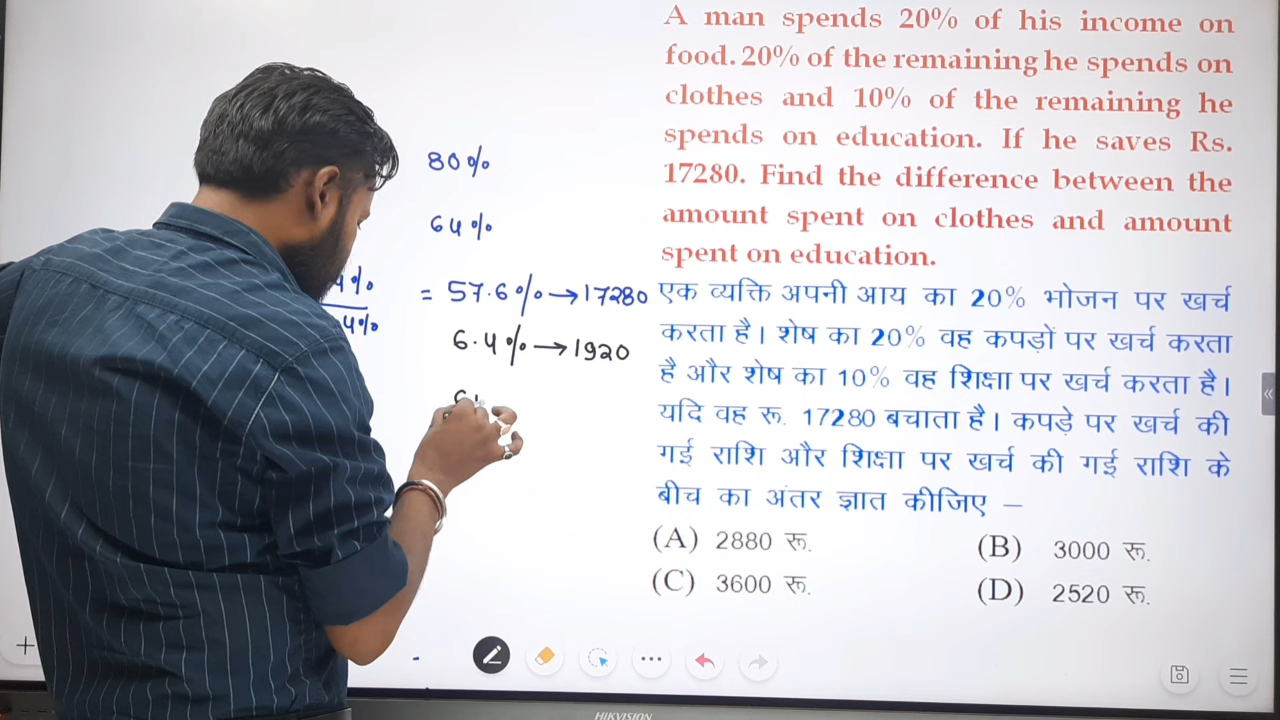 A man spends 20% of his income on
food. 20% of the remaining he spends on
clothes and 10% of the remaining he
spends on education. If he saves Rs.
17280. Find the difference between the
amount spent on clothes and amount
spent on education.
एक व्यक्ति अपनी आय का 20% भोजन पर खर्च
करता है। शेष का 20% वह कपड़ों पर खर्च करता
है और शेष का 10% वह शिक्षा पर खर्च करता है।
यदि वह रू. 17280 बचाता है। कपड़े पर खर्च की
गई राशि और शिक्षा पर खर्च की गई राशि के
बीच का अंतर ज्ञात कीजिए –
(A) 2880 रू. (B) 3000 रू.
(C) 3600 रू. (D) 2520 रू.
80%
64%
= 57.6% → 17280
6.4% → 1920
HIKVISION